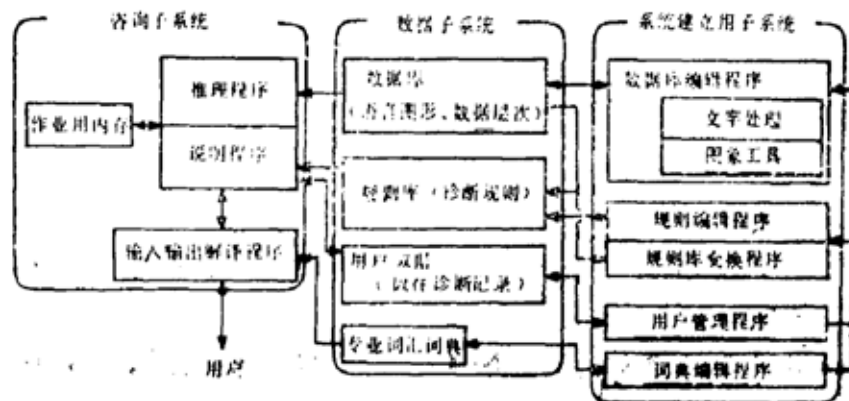 咨询子系统
数据子系统
系统建立用子系统
推理程序
作业用内存
说明程序
输入输出解译程序
用户
数据库
(语言图形、数据层次)
规则库(诊断规则)
用户数据
(以往诊断记录)
专业词汇词典
数据库编辑程序
文字处理
图象工具
规则编辑程序
规则库变换程序
用户管理程序
词典编辑程序